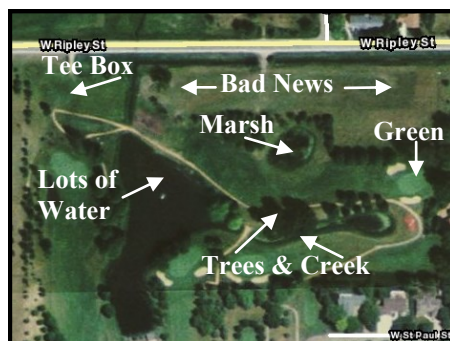 W Ripley St
W Ripley St
Tee Box
Bad News
Marsh
Green
Lots of
Water
Trees & Creek
W St Paul St